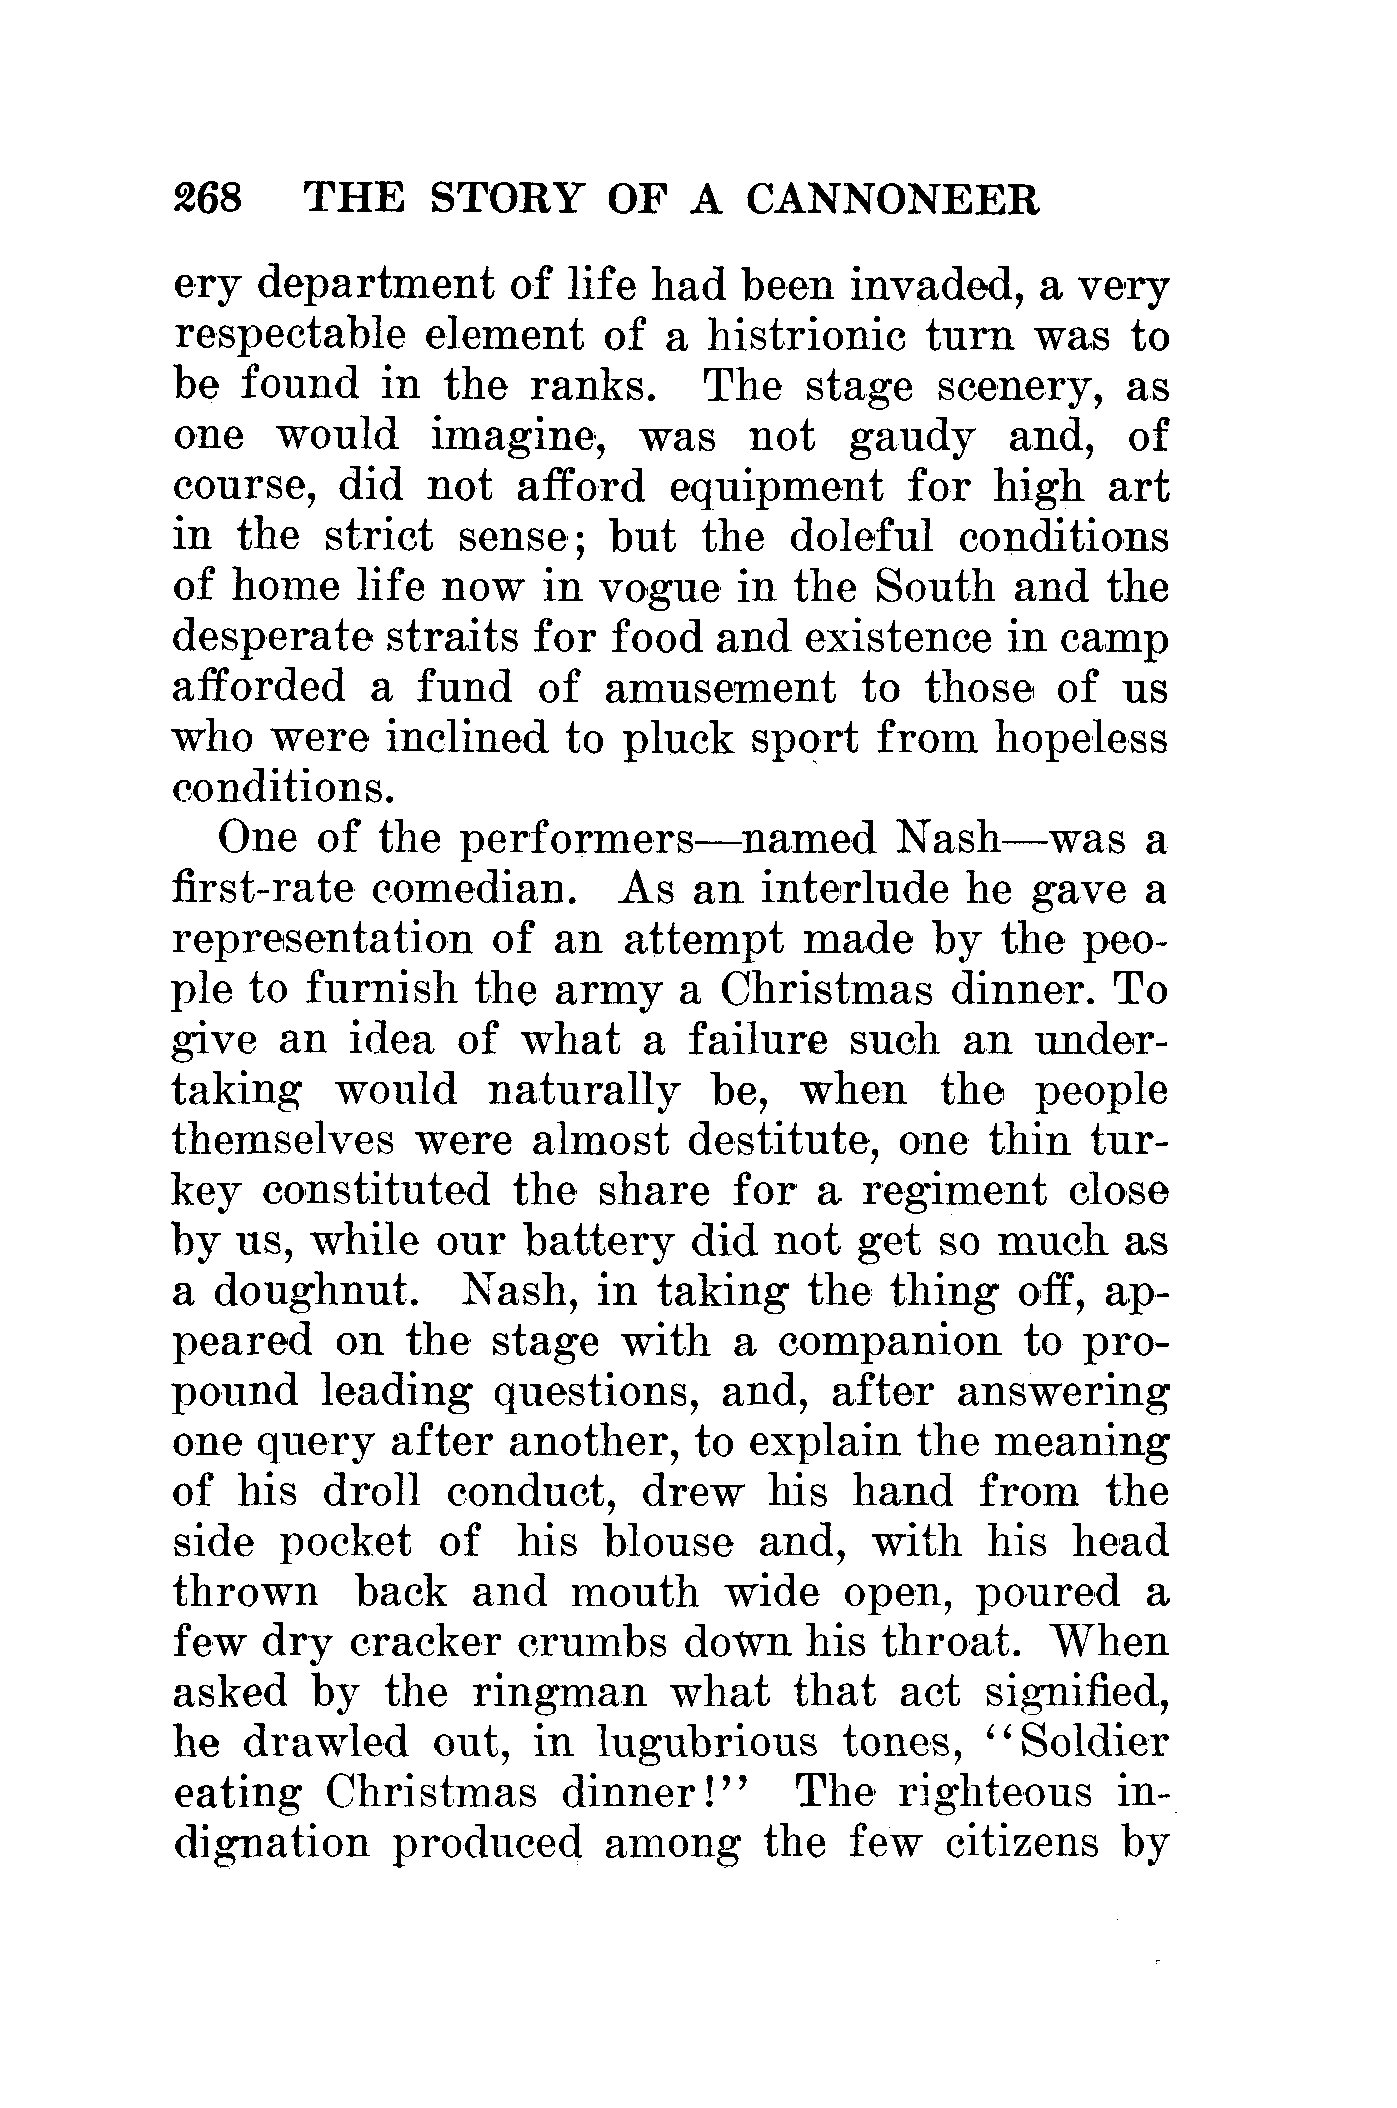 268 THE STORY OF A CANNONEER
ery department of life had been invaded, a very
respectable element of a histrionic turn was to
be found in the ranks. The stage scenery, as
one would imagine, was not gaudy and, of
course, did not afford equipment for high art
in the strict sense; but the doleful conditions
of home life now in vogue in the South and the
desperate straits for food and existence in camp
afforded a fund of amusement to those of us
who were inclined to pluck sport from hopeless
conditions.
One of the performers—named Nash—was a
first-rate comedian. As an interlude he gave a
representation of an attempt made by the peo-
ple to furnish the army a Christmas dinner. To
give an idea of what a failure such an under-
taking would naturally be, when the people
themselves were almost destitute, one thin tur-
key constituted the share for a regiment close
by us, while our battery did not get so much as
a doughnut. Nash, in taking the thing off, ap-
peared on the stage with a companion to pro-
pound leading questions, and, after answering
one query after another, to explain the meaning
of his droll conduct, drew his hand from the
side pocket of his blouse and, with his head
thrown back and mouth wide open, poured a
few dry cracker crumbs down his throat. When
asked by the ringman what that act signified,
he drawled out, in lugubrious tones, ‘‘Soldier
eating Christmas dinner!’’ The righteous in-
dignation produced among the few citizens by